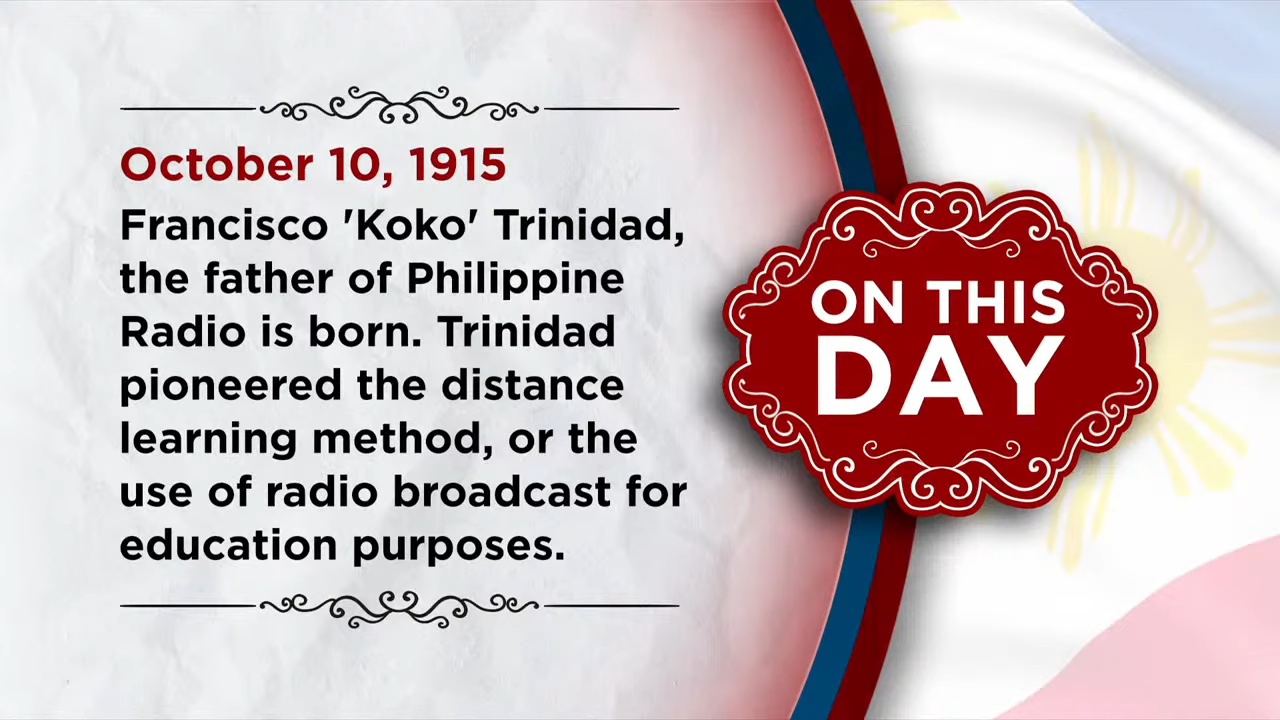 October 10, 1915
Francisco 'Koko' Trinidad,
the father of Philippine
Radio is born. Trinidad
pioneered the distance
learning method, or the
use of radio broadcast for
education purposes.
ON THIS
DAY